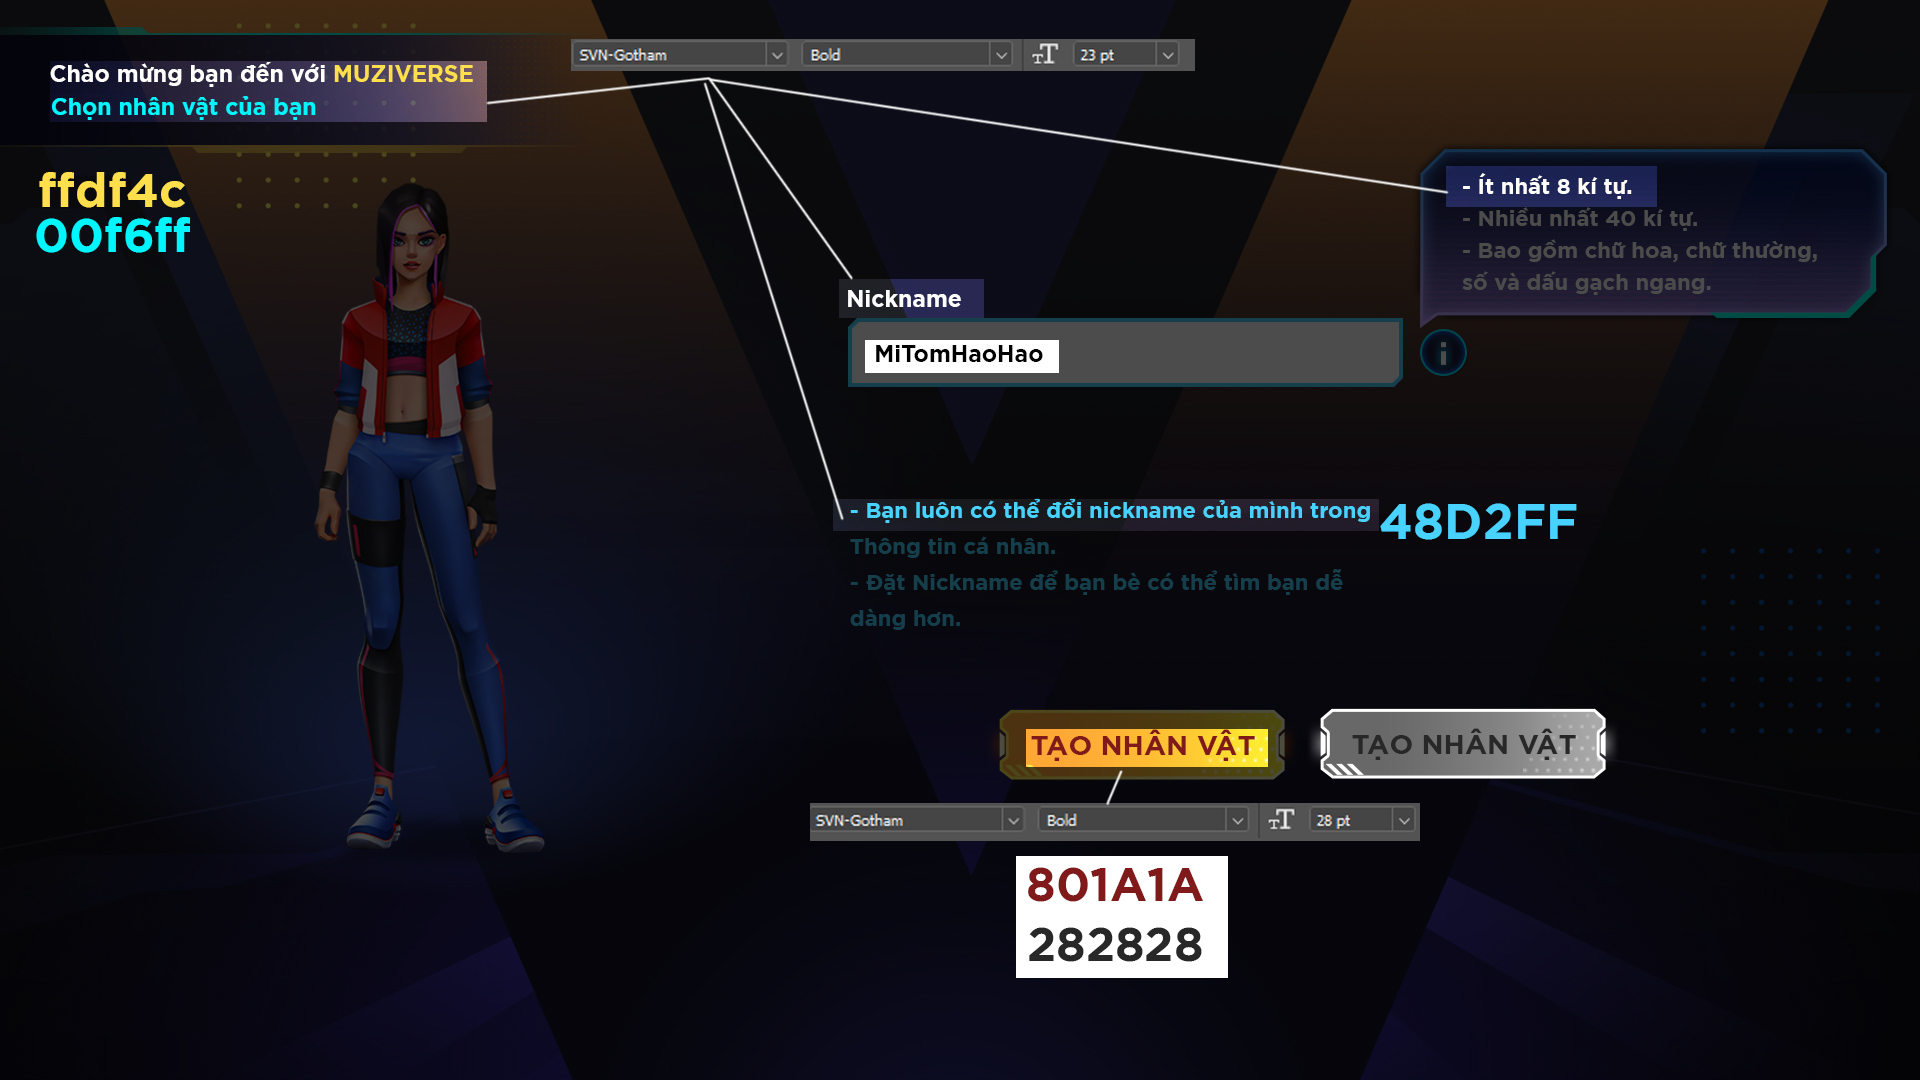 SVN-Gotham Bold 23 pt
Chào mừng bạn đến với MUZIVERSE
Chọn nhân vật của bạn
ffdf4c
00f6ff
- Ít nhất 8 kí tự.
- Nhiều nhất 40 kí tự.
- Bao gồm chữ hoa, chữ thường,
số và dấu gạch ngang.
Nickname
MiTomHaoHao
i
- Bạn luôn có thể đổi nickname của mình trong
Thông tin cá nhân.
- Đặt Nickname để bạn bè có thể tìm bạn dễ
dàng hơn.
48D2FF
TẠO NHÂN VẬT
TẠO NHÂN VẬT
SVN-Gotham Bold 28 pt
801A1A
282828